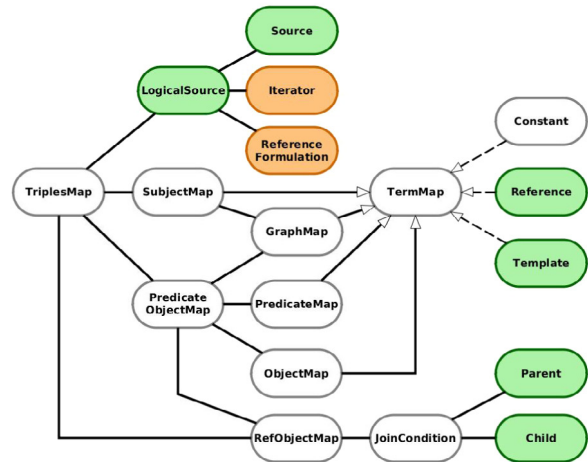 Source
LogicalSource
Iterator
Reference
Formulation
Constant
TriplesMap
SubjectMap
TermMap
Reference
GraphMap
Template
Predicate
ObjectMap
PredicateMap
ObjectMap
Parent
RefObjectMap
JoinCondition
Child